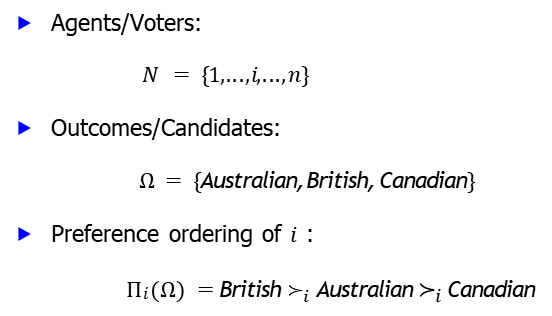 ▶ Agents/Voters:
N = {1,...,i,...,n}
▶ Outcomes/Candidates:
Ω = {Australian, British, Canadian}
▶ Preference ordering of i :
Πᵢ(Ω) = British ≻ᵢ Australian ≻ᵢ Canadian